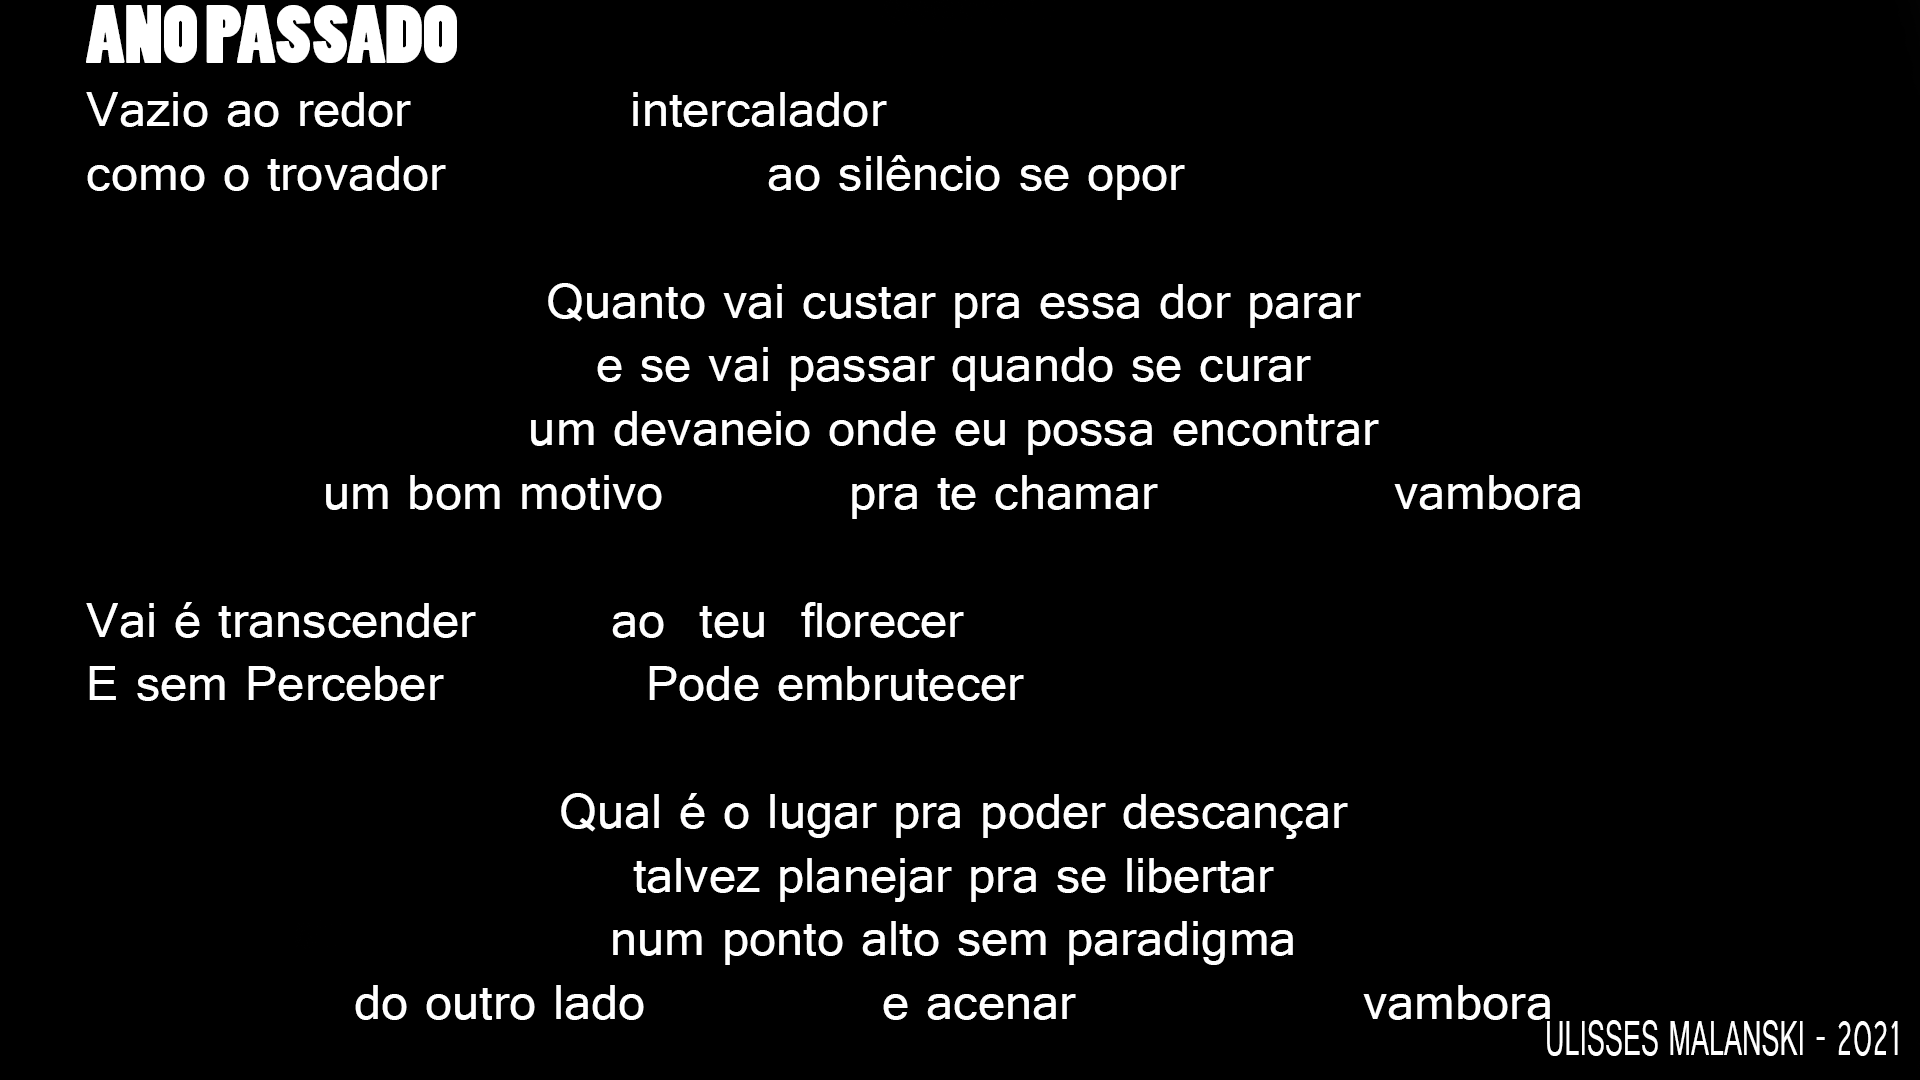 ANO PASSADO
Vazio ao redor intercalador
como o trovador ao silêncio se opor
Quanto vai custar pra essa dor parar
e se vai passar quando se curar
um devaneio onde eu possa encontrar
um bom motivo pra te chamar vambora
Vai é transcender ao teu florecer
E sem Perceber Pode embrutecer
Qual é o lugar pra poder descançar
talvez planejar pra se libertar
num ponto alto sem paradigma
do outro lado e acenar vambora
ULISSES MALANSKI - 2021